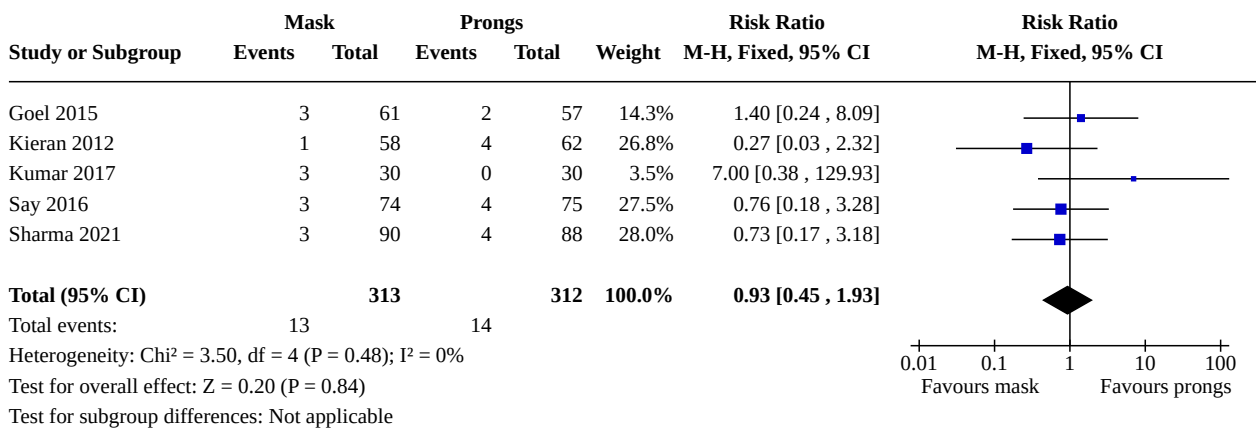 Mask Prongs Risk Ratio Risk Ratio
Study or Subgroup Events Total Events Total Weight M-H, Fixed, 95% CI M-H, Fixed, 95% CI
Goel 2015 3 61 2 57 14.3% 1.40 [0.24 , 8.09]
Kieran 2012 1 58 4 62 26.8% 0.27 [0.03 , 2.32]
Kumar 2017 3 30 0 30 3.5% 7.00 [0.38 , 129.93]
Say 2016 3 74 4 75 27.5% 0.76 [0.18 , 3.28]
Sharma 2021 3 90 4 88 28.0% 0.73 [0.17 , 3.18]
Total (95% CI) 313 312 100.0% 0.93 [0.45 , 1.93]
Total events: 13 14
Heterogeneity: Chi² = 3.50, df = 4 (P = 0.48); I² = 0%
0.01 0.1 1 10 100
Test for overall effect: Z = 0.20 (P = 0.84) Favours mask Favours prongs
Test for subgroup differences: Not applicable